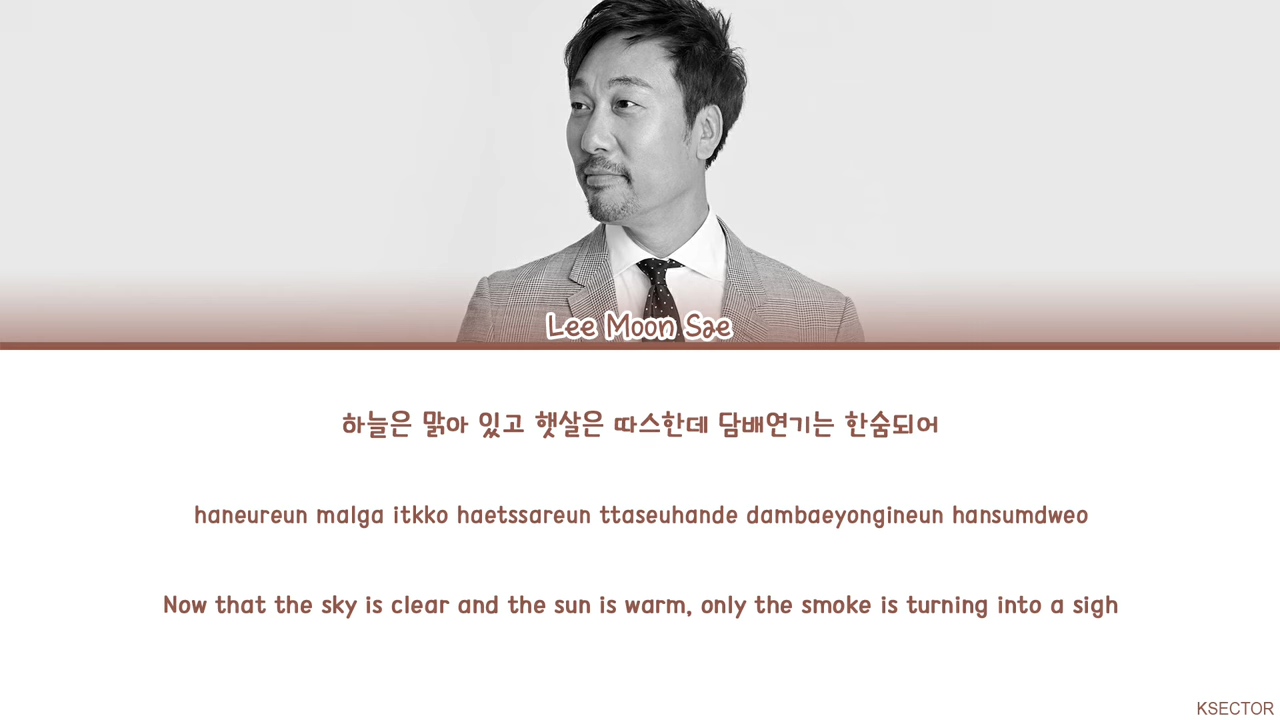 Lee Moon Sae
하늘은 맑아 있고 햇살은 따스한데 담배연기는 한숨되어
haneureun malga itkko haetssareun ttaseuhande dambaeyongineun hansumdweo
Now that the sky is clear and the sun is warm, only the smoke is turning into a sigh
KSECTOR